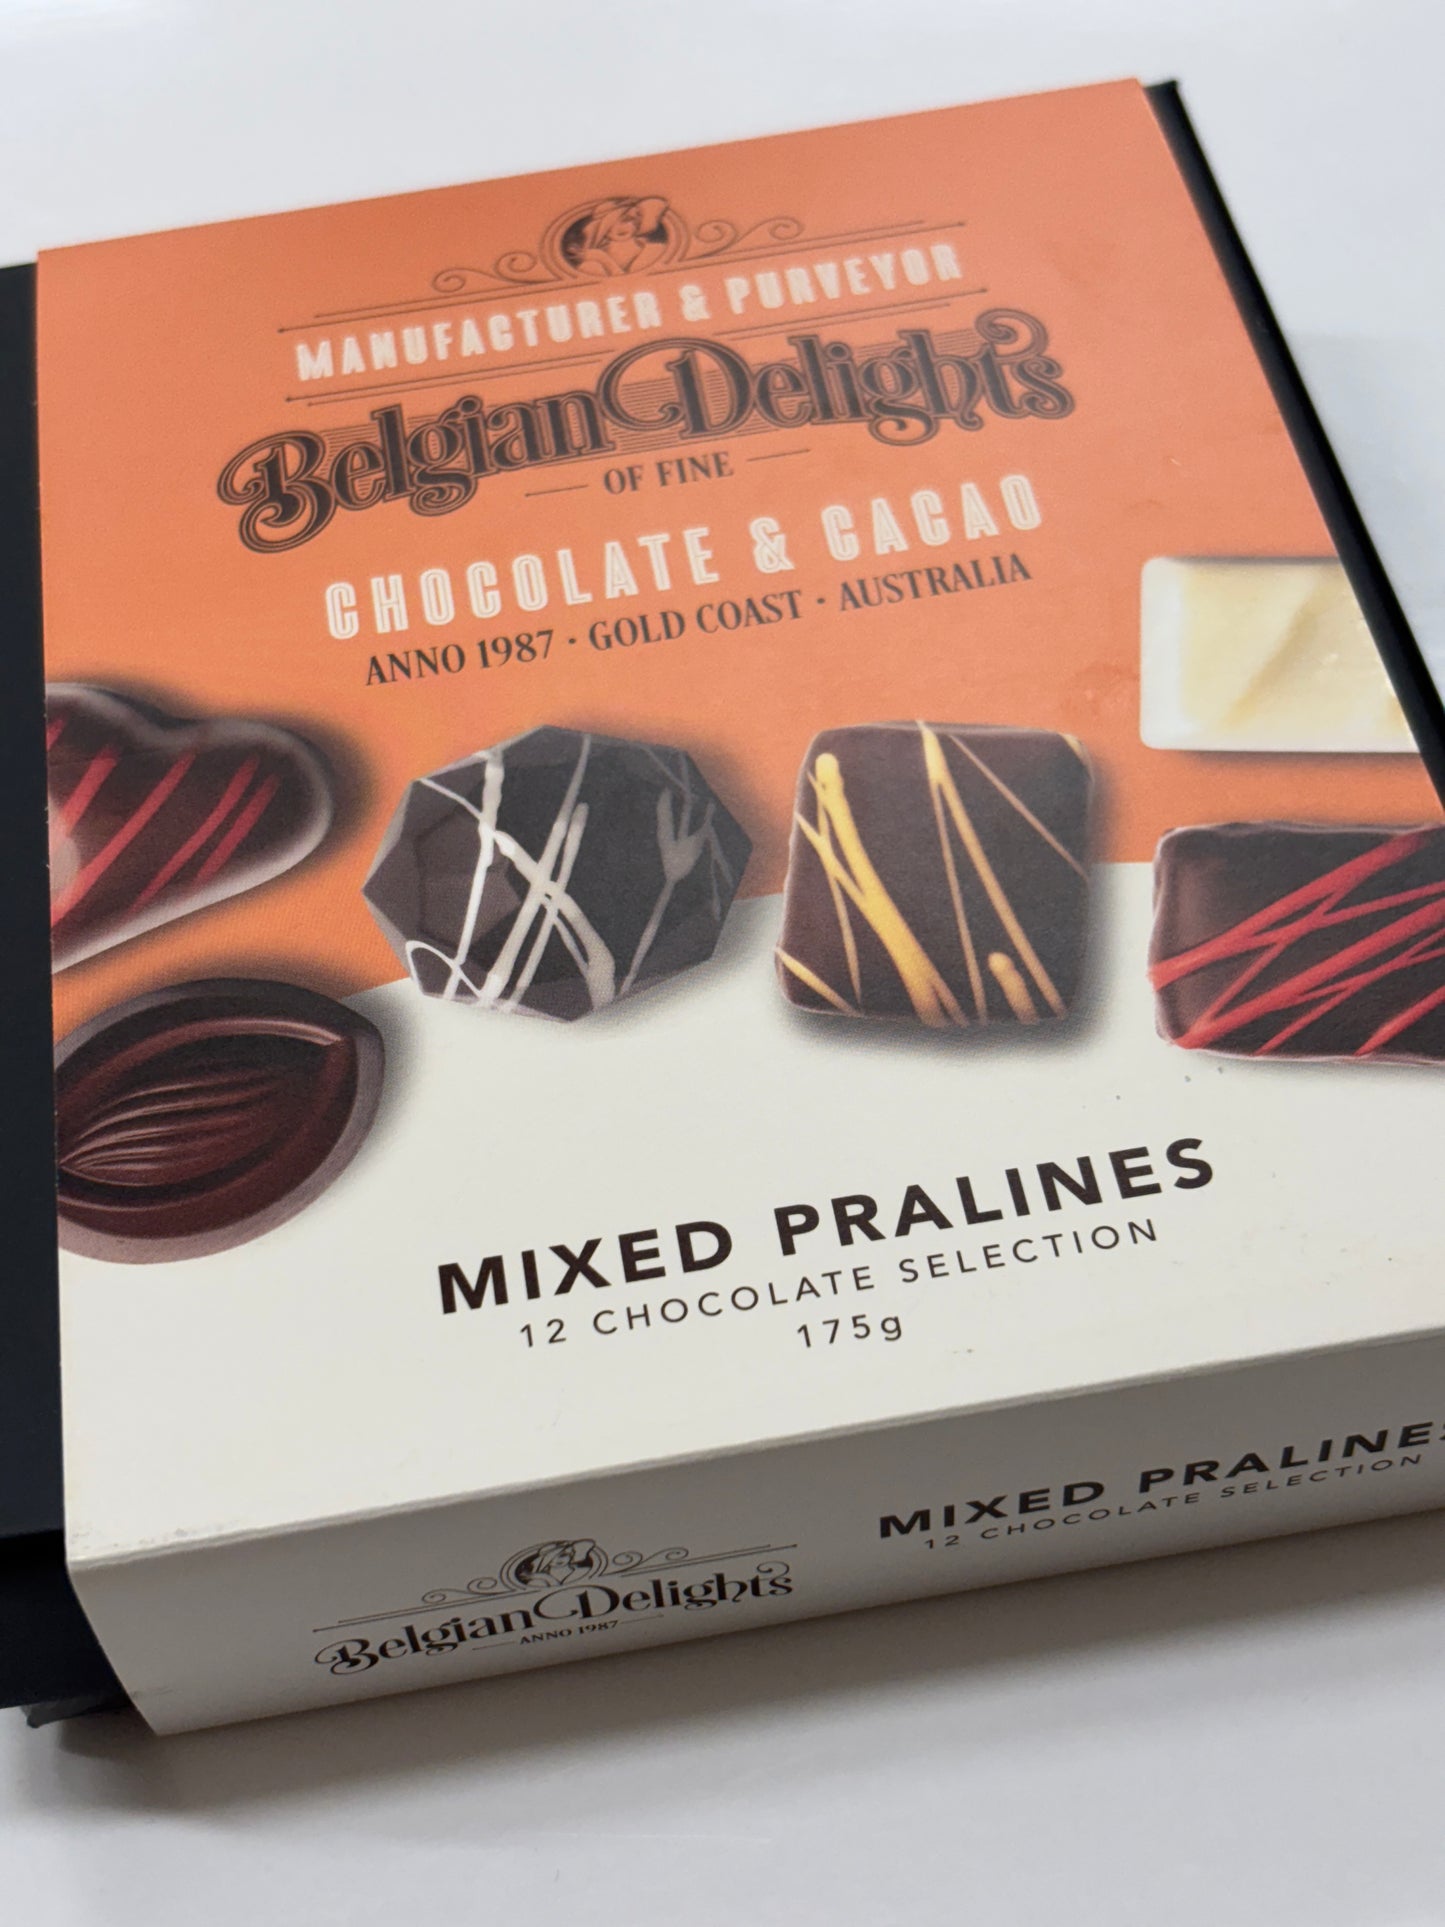 MANUFACTURER & PURVEYOR
Belgian Delights
OF FINE
CHOCOLATE & CACAO
ANNO 1987 · GOLD COAST · AUSTRALIA
MIXED PRALINES
12 CHOCOLATE SELECTION
175g
Belgian Delights
ANNO 1987
MIXED PRALINES
12 CHOCOLATE SELECTION